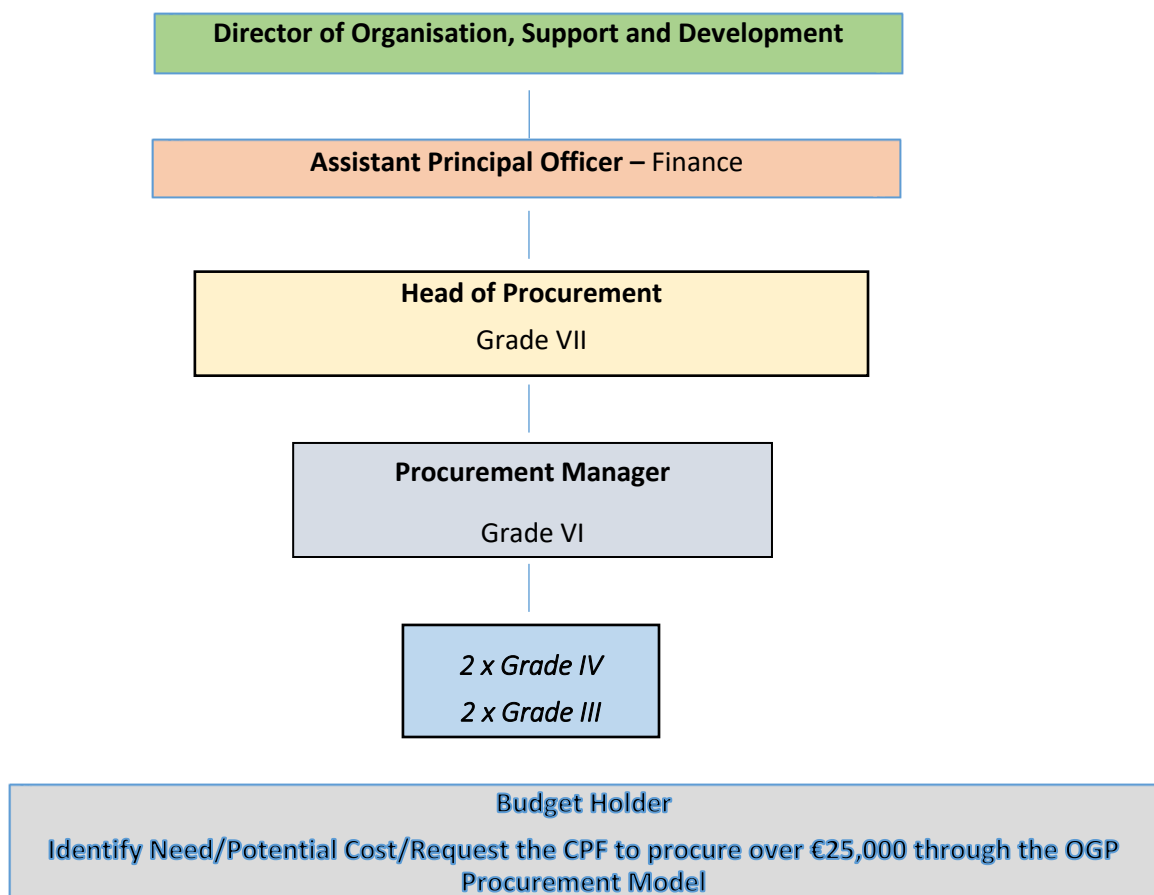 Director of Organisation, Support and Development
Assistant Principal Officer – Finance
Head of Procurement
Grade VII
Procurement Manager
Grade VI
2 x Grade IV
2 x Grade III
Budget Holder
Identify Need/Potential Cost/Request the CPF to procure over €25,000 through the OGP
Procurement Model